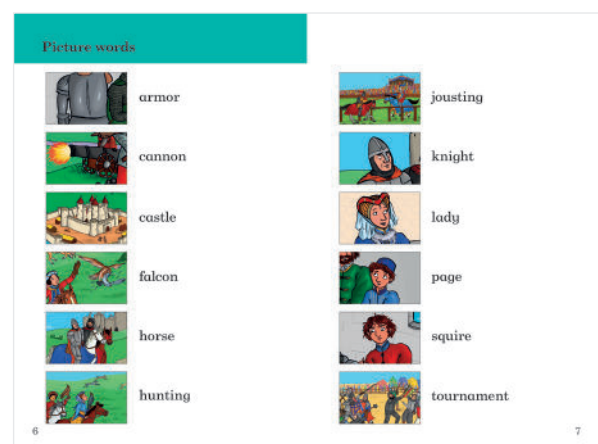 Picture words
armor
cannon
castle
falcon
horse
hunting
6
jousting
knight
lady
page
squire
tournament
7